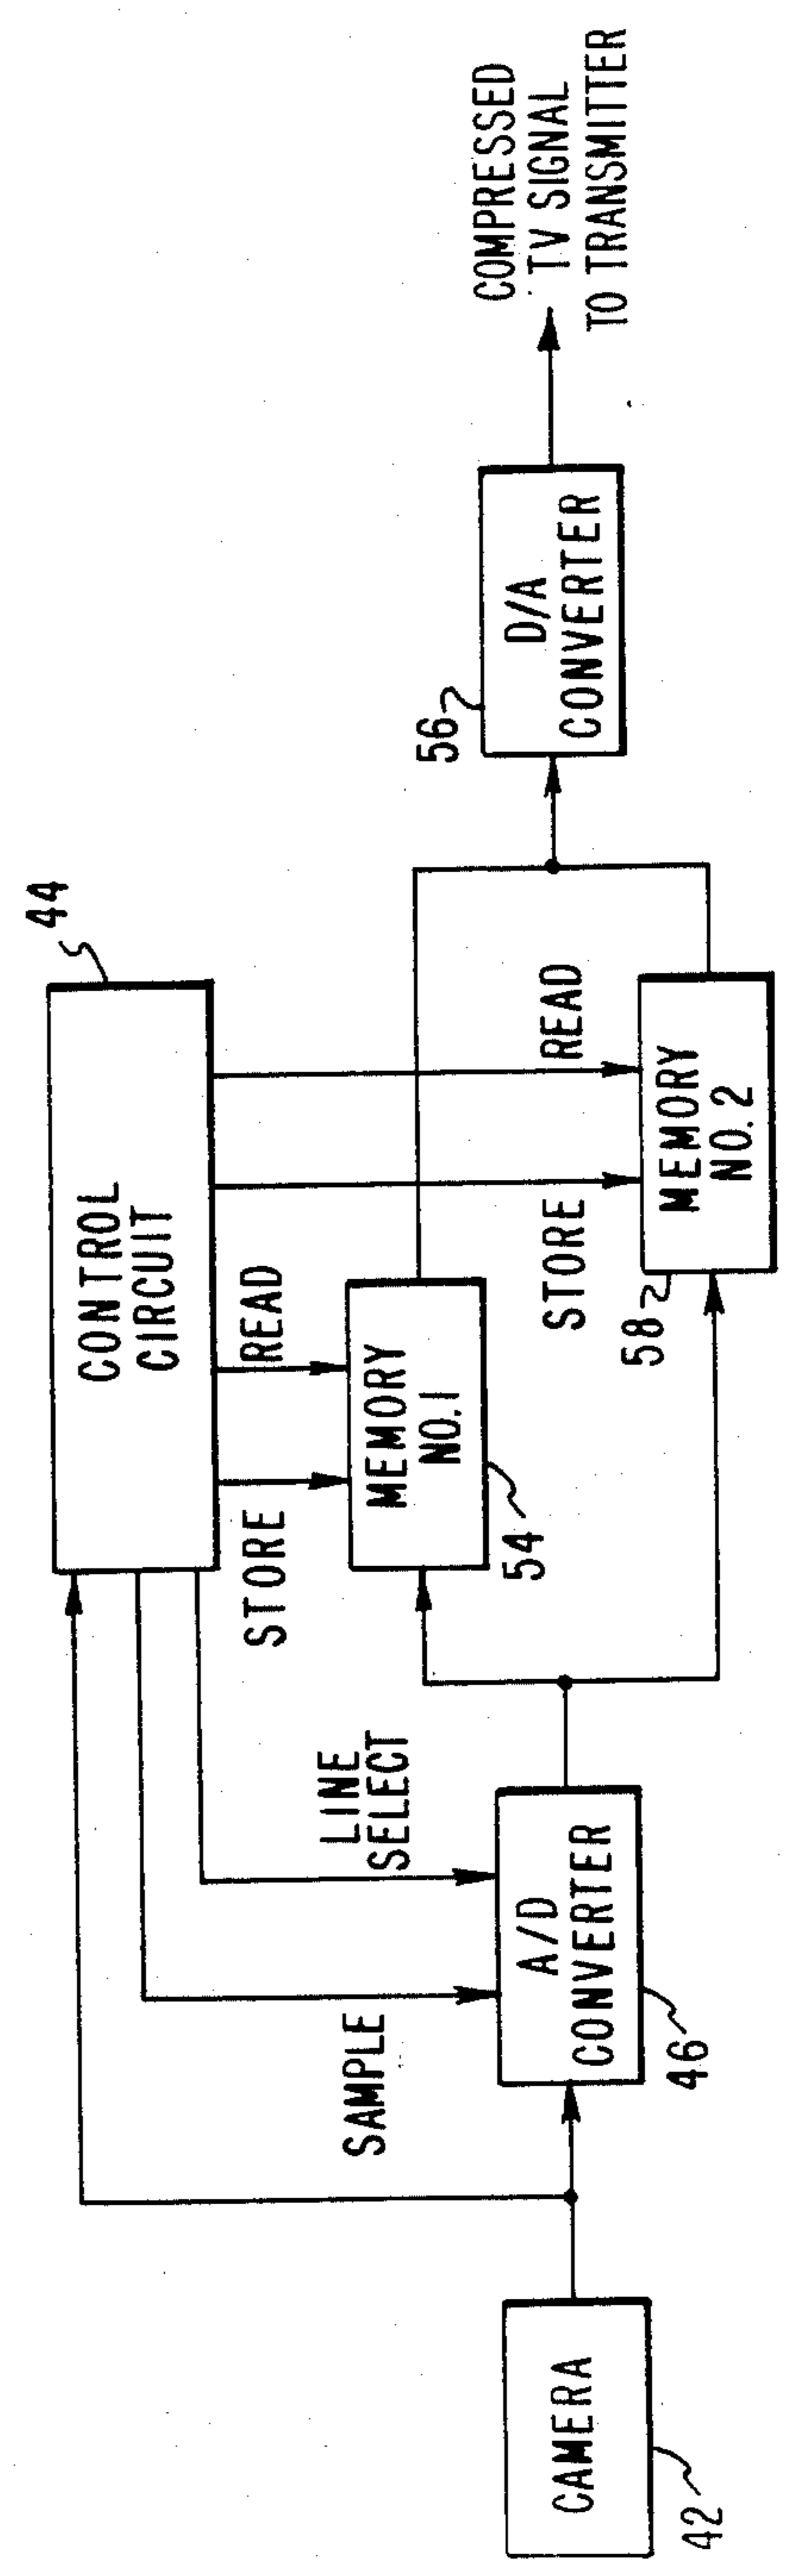 CAMERA
42
SAMPLE
LINE
SELECT
A/D
CONVERTER
46
CONTROL
CIRCUIT
44
STORE
READ
MEMORY
NO.1
54
STORE
READ
MEMORY
NO.2
58
D/A
CONVERTER
56
COMPRESSED
TV SIGNAL
TO TRANSMITTER